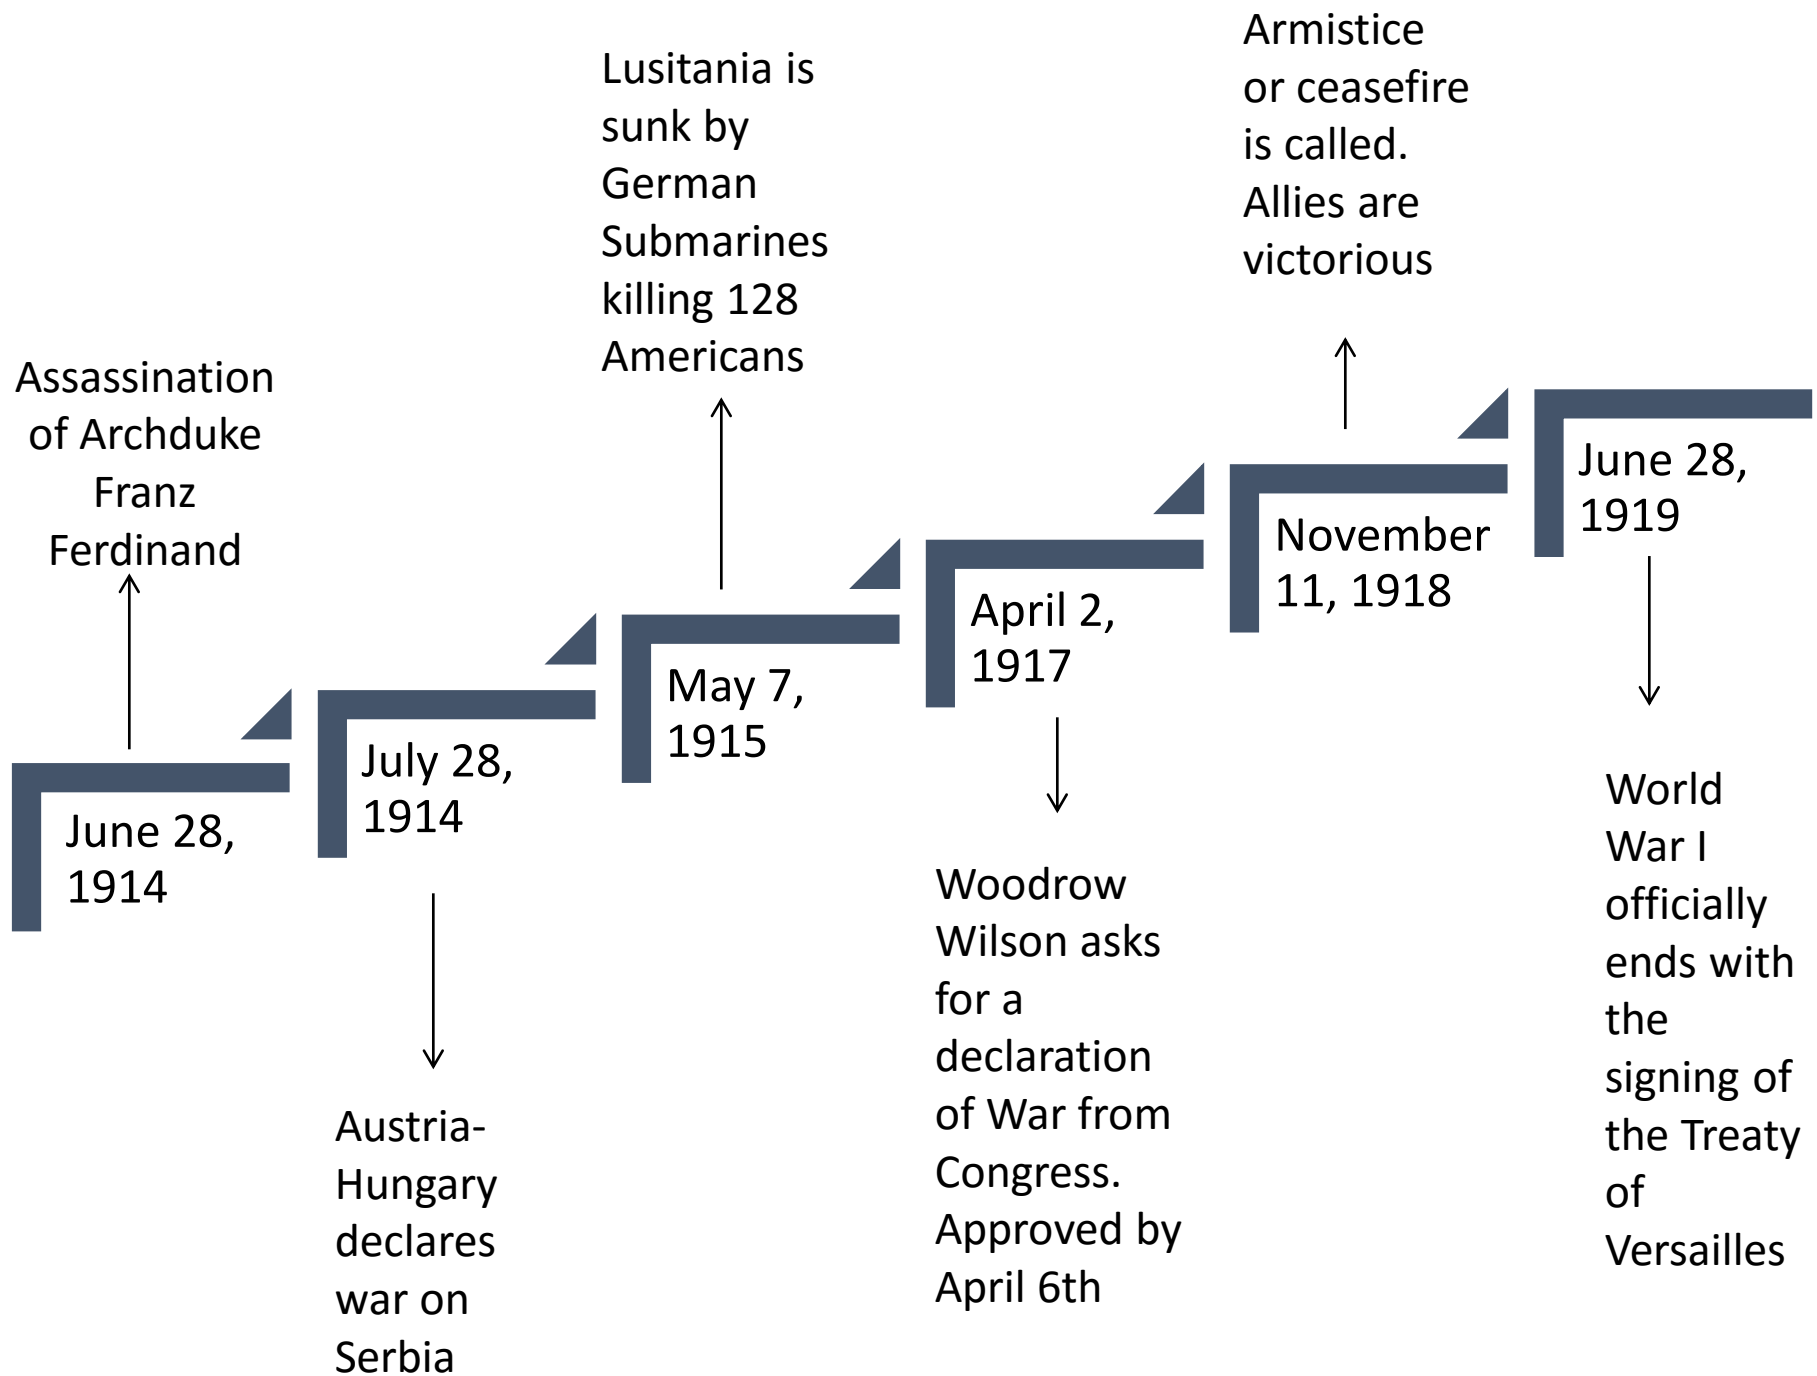 Assassination
of Archduke
Franz
Ferdinand
June 28,
1914
July 28,
1914
Austria-
Hungary
declares
war on
Serbia
Lusitania is
sunk by
German
Submarines
killing 128
Americans
May 7,
1915
April 2,
1917
Woodrow
Wilson asks
for a
declaration
of War from
Congress.
Approved by
April 6th
Armistice
or ceasefire
is called.
Allies are
victorious
November
11, 1918
June 28,
1919
World
War I
officially
ends with
the
signing of
the Treaty
of
Versailles